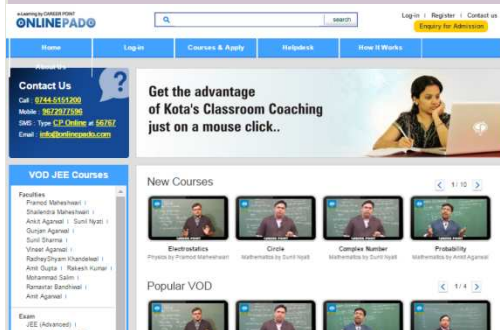 e-Learning by CAREER POINT
ONLINEPADO
search
Log-in | Register | Contact us
Enquiry for Admission
Home Log-in Courses & Apply Helpdesk How It Works
About Us
Contact Us
Call : 0744-5151200
Mobile : 9672977596
SMS : Type CP Online at 56767
Email : info@onlinepado.com
?
Get the advantage
of Kota's Classroom Coaching
just on a mouse click..
VOD JEE Courses
Faculties
Pramod Maheshwari |
Shailendra Maheshwari |
Ankit Agarwal | Sunil Nyati |
Gunjan Agarwal |
Sunil Sharma |
Vineet Agarwal |
RadheyShyam Khandelwal |
Amit Gupta | Rakesh Kumar |
Mohammad Salim |
Ramavtar Bandhiwal |
Amit Agarwal |
Exam
JEE (Advanced) |
New Courses
< 1 / 10 >
Electrostatics
Physics by Pramod Maheshwari
Circle
Mathematics by Sunil Nyati
Complex Number
Mathematics by Sunil Nyati
Probability
Mathematics by Ankit Agarwal
Popular VOD
< 1 / 4 >